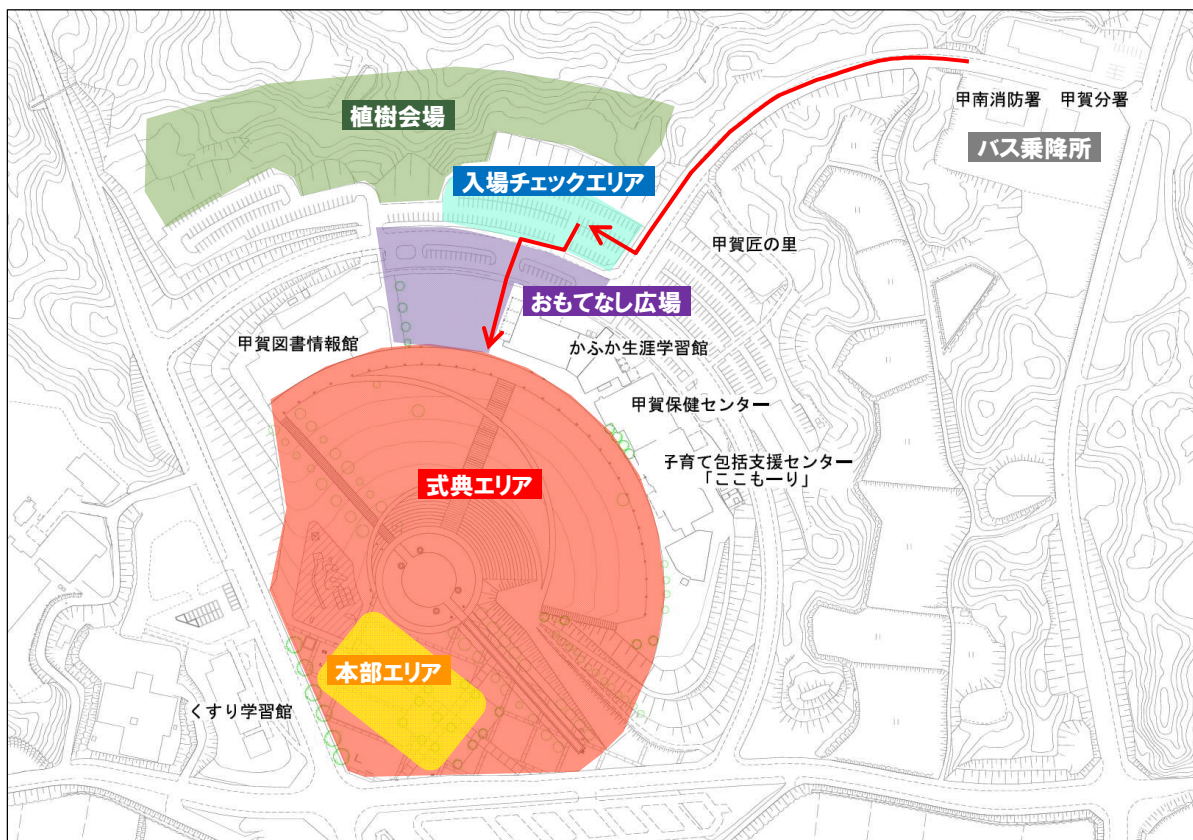 甲南消防署 甲賀分署
植樹会場
バス乗降所
入場チェックエリア
甲賀匠の里
おもてなし広場
甲賀図書情報館
かふか生涯学習館
甲賀保健センター
子育て包括支援センター
「ここもーり」
式典エリア
本部エリア
くすり学習館